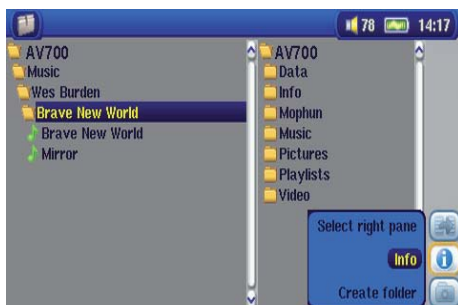 78 14:17
AV700
Music
Wes Burden
Brave New World
Brave New World
Mirror
AV700
Data
Info
Mophun
Music
Pictures
Playlists
Video
Select right pane
Info
Create folder